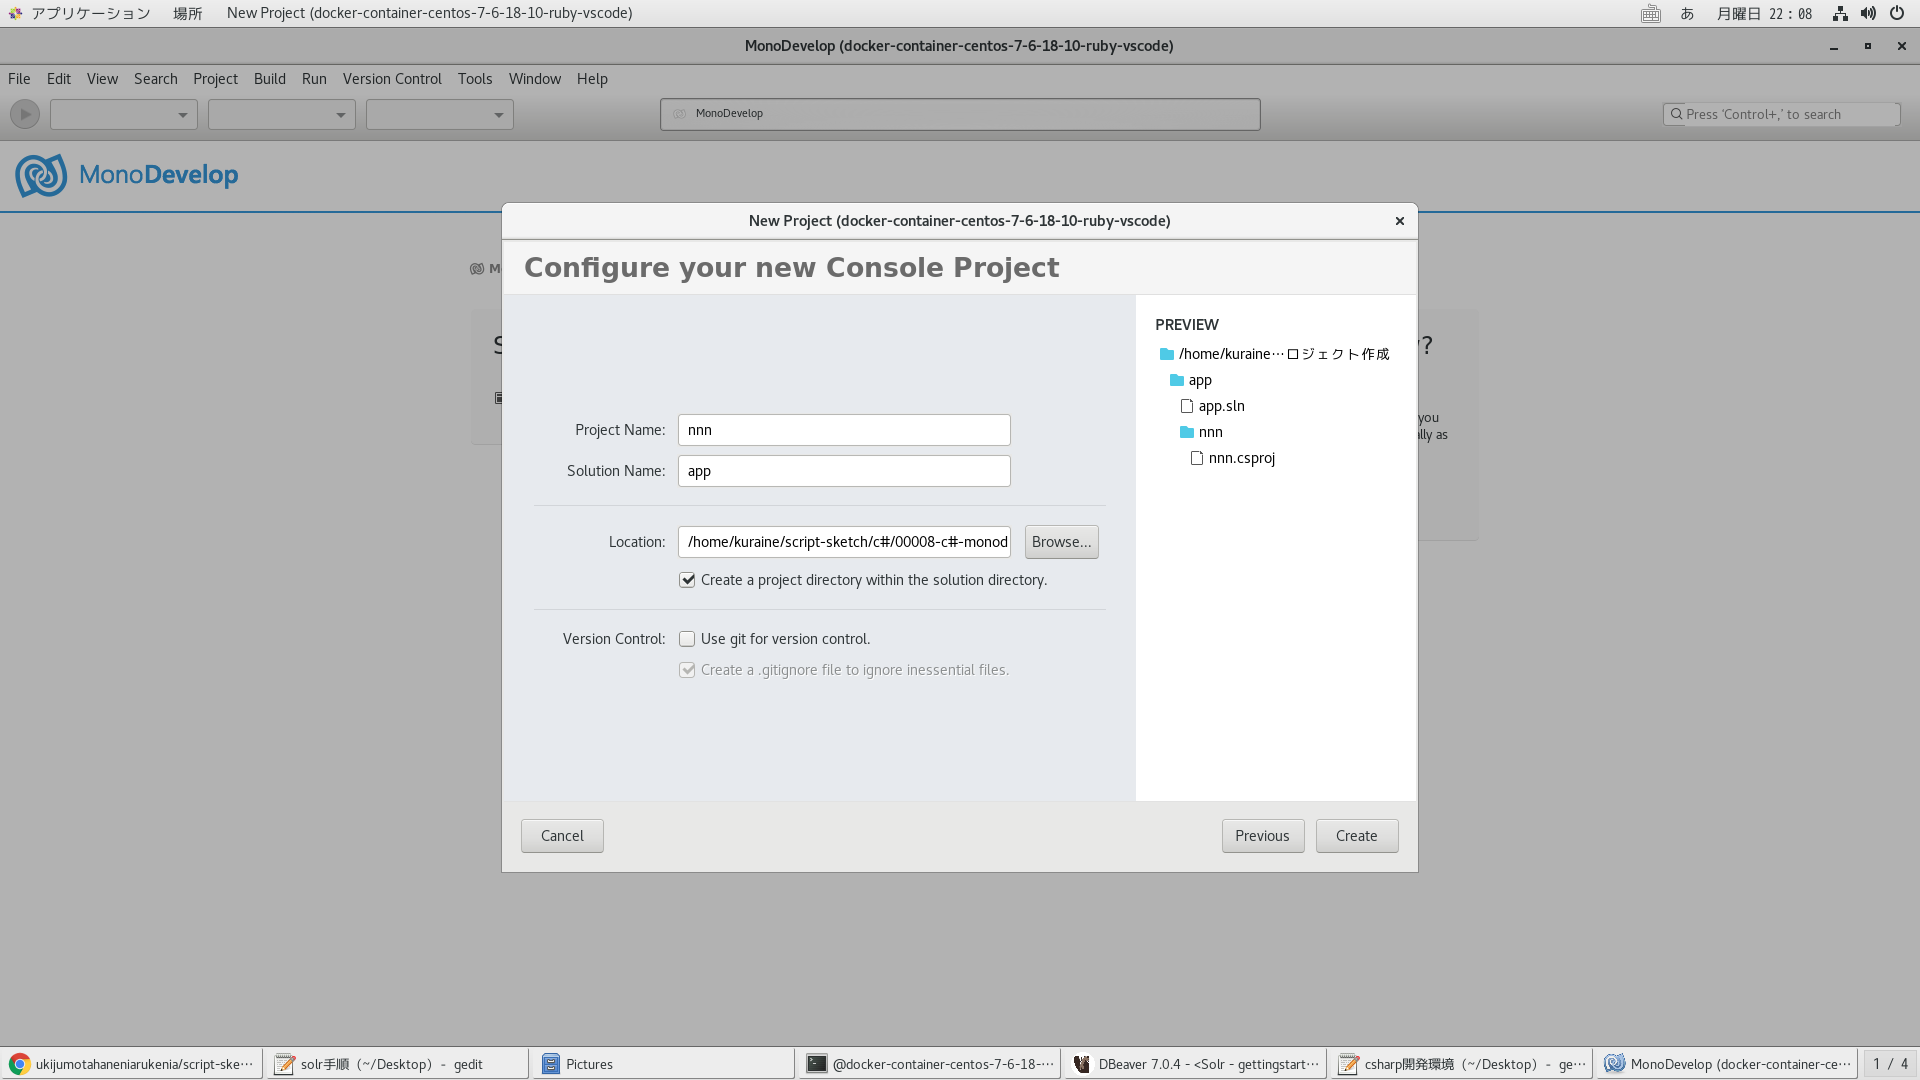 アプリケーション 場所 New Project (docker-container-centos-7-6-18-10-ruby-vscode) あ 月曜日 22：08
MonoDevelop (docker-container-centos-7-6-18-10-ruby-vscode)
File Edit View Search Project Build Run Version Control Tools Window Help
MonoDevelop
Press 'Control+,' to search
MonoDevelop
New Project (docker-container-centos-7-6-18-10-ruby-vscode)
Configure your new Console Project
M
S
y?
you
ally as
Project Name: nnn
Solution Name: app
Location: /home/kuraine/script-sketch/c#/00008-c#-monod
Browse...
Create a project directory within the solution directory.
Version Control: Use git for version control.
Create a .gitignore file to ignore inessential files.
PREVIEW
/home/kuraine…ロジェクト作成
app
app.sln
nnn
nnn.csproj
Cancel Previous Create
ukijumotahaneniarukenia/script-ske… solr手順（~/Desktop） - gedit Pictures @docker-container-centos-7-6-18-… DBeaver 7.0.4 - <Solr - gettingstart… csharp開発環境（~/Desktop） - ge… MonoDevelop (docker-container-ce… 1 / 4